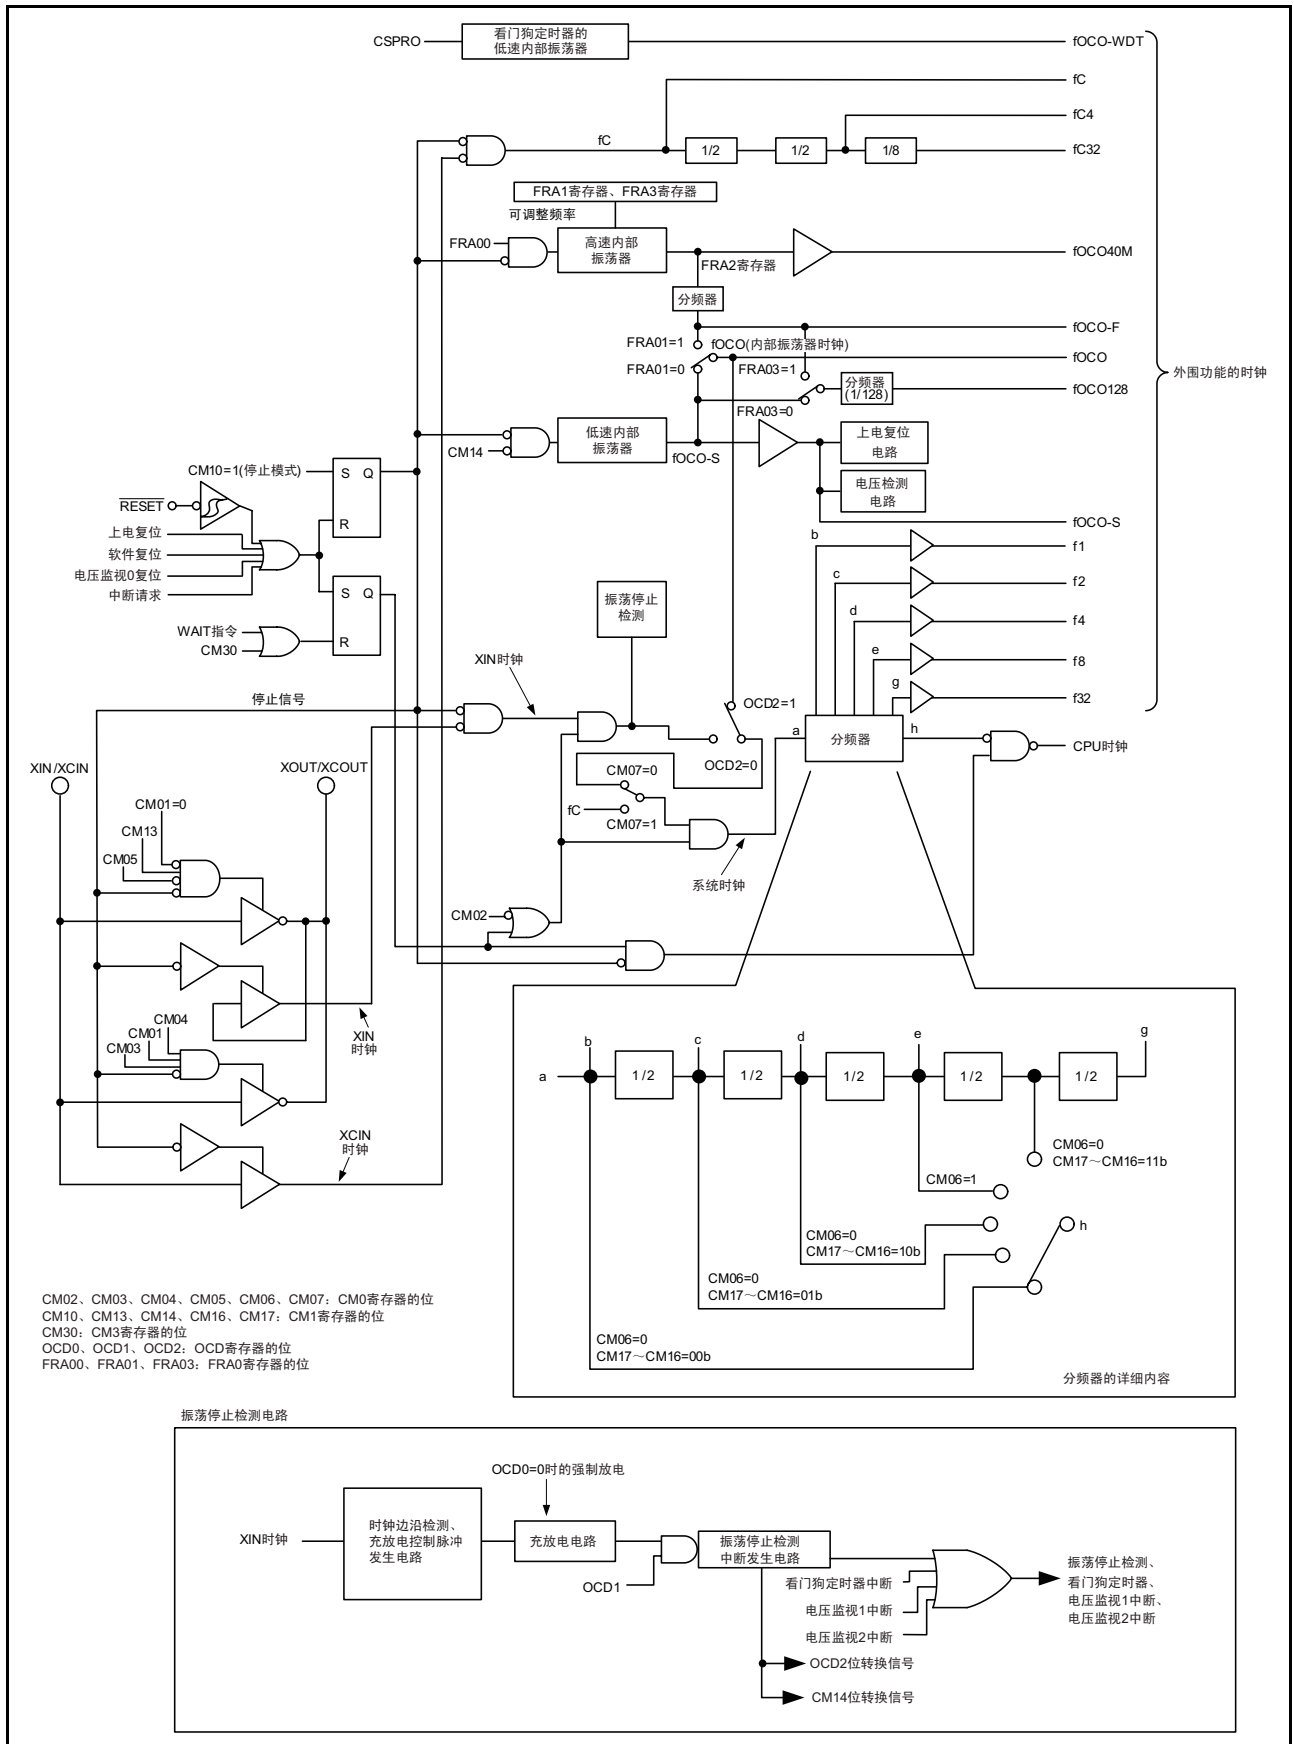 CSPRO
看门狗定时器的
低速内部振荡器
fOCO-WDT
fC
fC4
fC
1/2
1/2
1/8
fC32
FRA1寄存器、FRA3寄存器
可调整频率
FRA00
高速内部
振荡器
FRA2寄存器
fOCO40M
分频器
fOCO-F
FRA01=1
fOCO(内部振荡器时钟)
fOCO
FRA01=0
FRA03=1
外围功能的时钟
分频器
(1/128)
fOCO128
FRA03=0
CM14
低速内部
振荡器
fOCO-S
上电复位
电路
电压检测
电路
fOCO-S
CM10=1(停止模式)
S
Q
R
RESET
上电复位
软件复位
电压监视0复位
中断请求
S
Q
R
WAIT指令
CM30
b
f1
c
f2
d
f4
e
f8
g
f32
振荡停止
检测
XIN时钟
停止信号
OCD2=1
OCD2=0
a
分频器
h
CPU时钟
XIN/XCIN
XOUT/XCOUT
CM07=0
fC
CM07=1
系统时钟
CM01=0
CM13
CM05
CM02
XIN
时钟
CM04
CM01
CM03
XCIN
时钟
a
b
1/2
c
1/2
d
1/2
e
1/2
1/2
g
CM06=0
CM17～CM16=11b
CM06=1
CM06=0
CM17～CM16=10b
h
CM06=0
CM17～CM16=01b
CM06=0
CM17～CM16=00b
分频器的详细内容
CM02、CM03、CM04、CM05、CM06、CM07：CM0寄存器的位
CM10、CM13、CM14、CM16、CM17：CM1寄存器的位
CM30：CM3寄存器的位
OCD0、OCD1、OCD2：OCD寄存器的位
FRA00、FRA01、FRA03：FRA0寄存器的位
振荡停止检测电路
OCD0=0时的强制放电
XIN时钟
时钟边沿检测、
充放电控制脉冲
发生电路
充放电电路
OCD1
振荡停止检测
中断发生电路
看门狗定时器中断
电压监视1中断
电压监视2中断
振荡停止检测、
看门狗定时器、
电压监视1中断、
电压监视2中断
OCD2位转换信号
CM14位转换信号